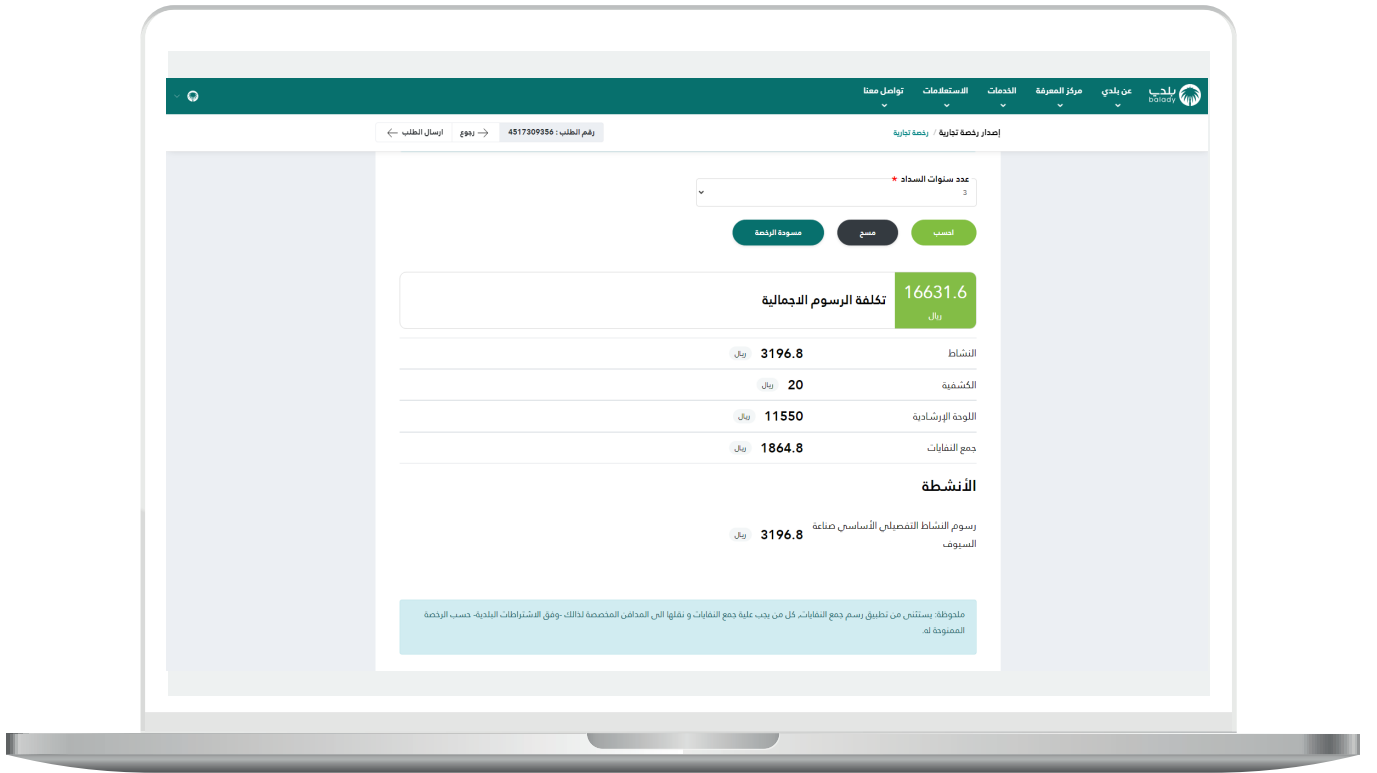 بلدي
balady
عن بلدي
مركز المعرفة
الخدمات
الاستعلامات
تواصل معنا
إصدار رخصة تجارية / رخصة تجارية
رقم الطلب : 4517309356
رجوع
ارسال الطلب
عدد سنوات السداد *
3
احسب
مسح
مسودة الرخصة
16631.6
ريال
تكلفة الرسوم الاجمالية
النشاط 3196.8 ريال
الكشفية 20 ريال
اللوحة الإرشادية 11550 ريال
جمع النفايات 1864.8 ريال
الأنشطة
رسوم النشاط التفصيلي الأساسي صناعة
السيوف
3196.8 ريال
ملحوظة: يستثنى من تطبيق رسم جمع النفايات، كل من يجب علية جمع النفايات و نقلها الى المدافن المخصصة لذالك -وفق الاشتراطات البلدية- حسب الرخصة
الممنوحة له.